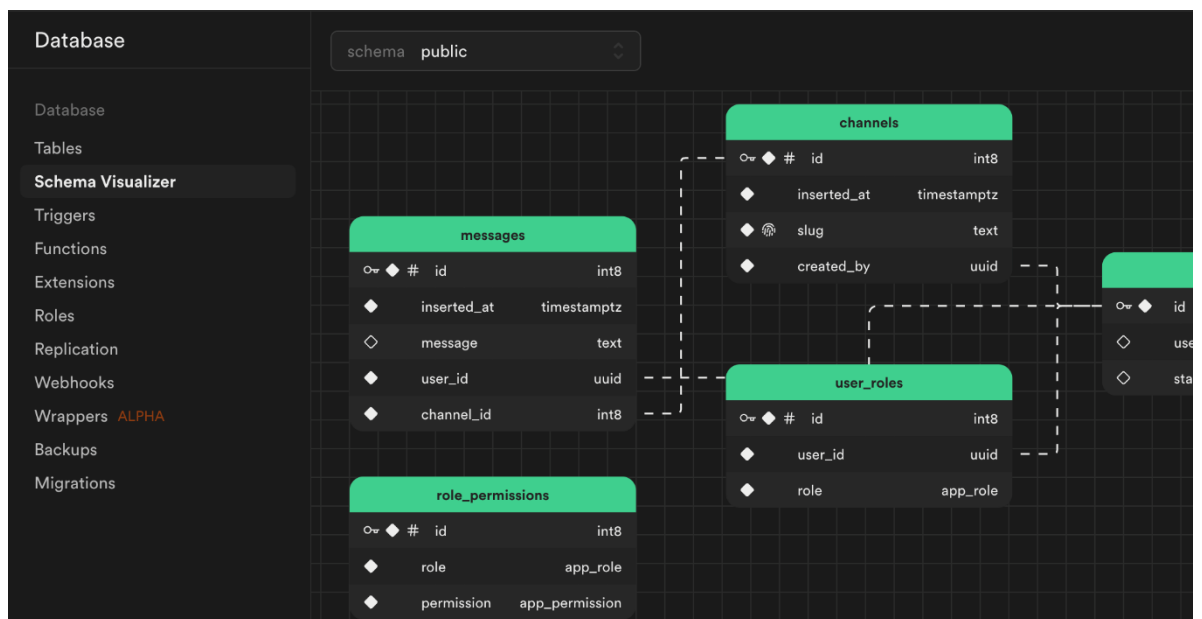 Database
schema public
Database
Tables
Schema Visualizer
Triggers
Functions
Extensions
Roles
Replication
Webhooks
Wrappers ALPHA
Backups
Migrations
messages
# id int8
inserted_at timestamptz
message text
user_id uuid
channel_id int8
role_permissions
# id int8
role app_role
permission app_permission
channels
# id int8
inserted_at timestamptz
slug text
created_by uuid
user_roles
# id int8
user_id uuid
role app_role
id
use
sta